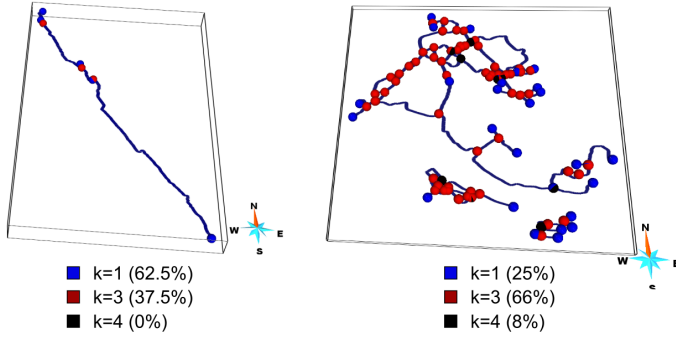 N
W E
S
k=1 (62.5%)
k=3 (37.5%)
k=4 (0%)
N
W E
S
k=1 (25%)
k=3 (66%)
k=4 (8%)